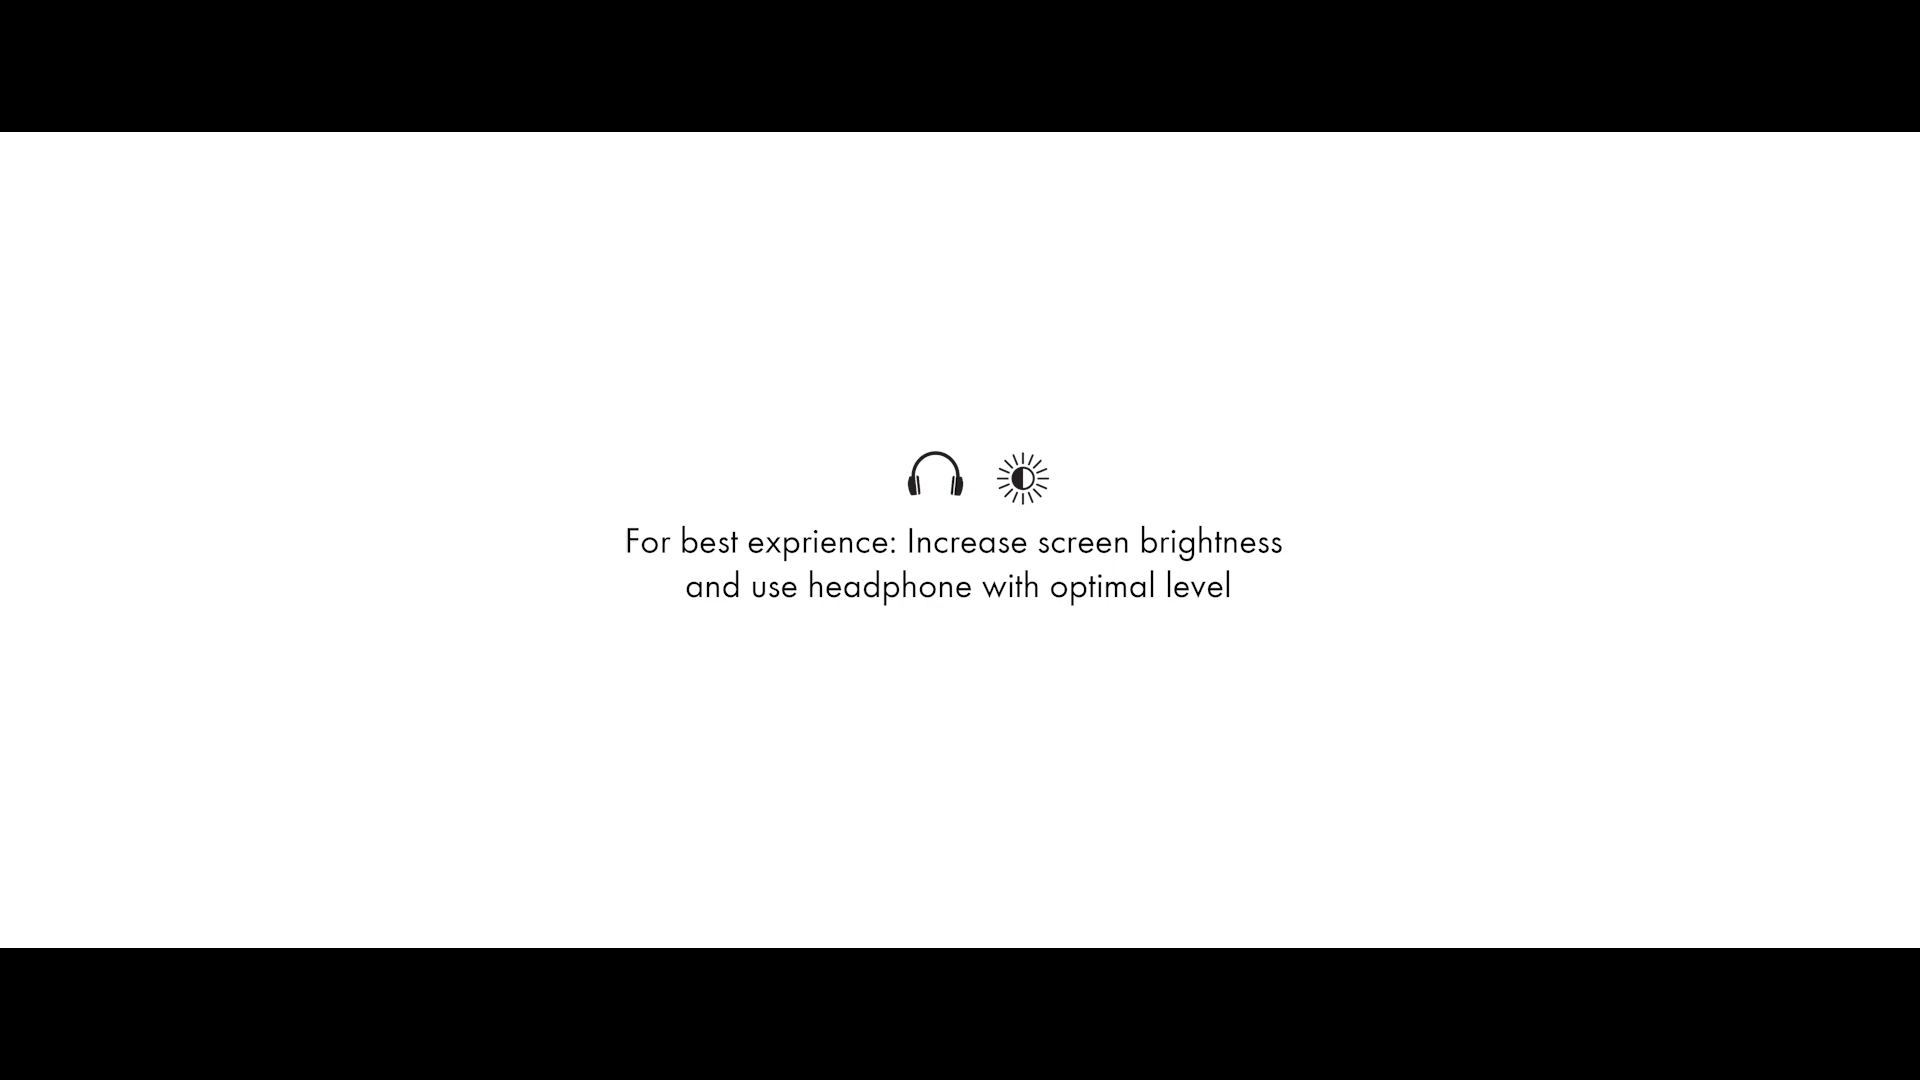 For best exprience: Increase screen brightness
and use headphone with optimal level